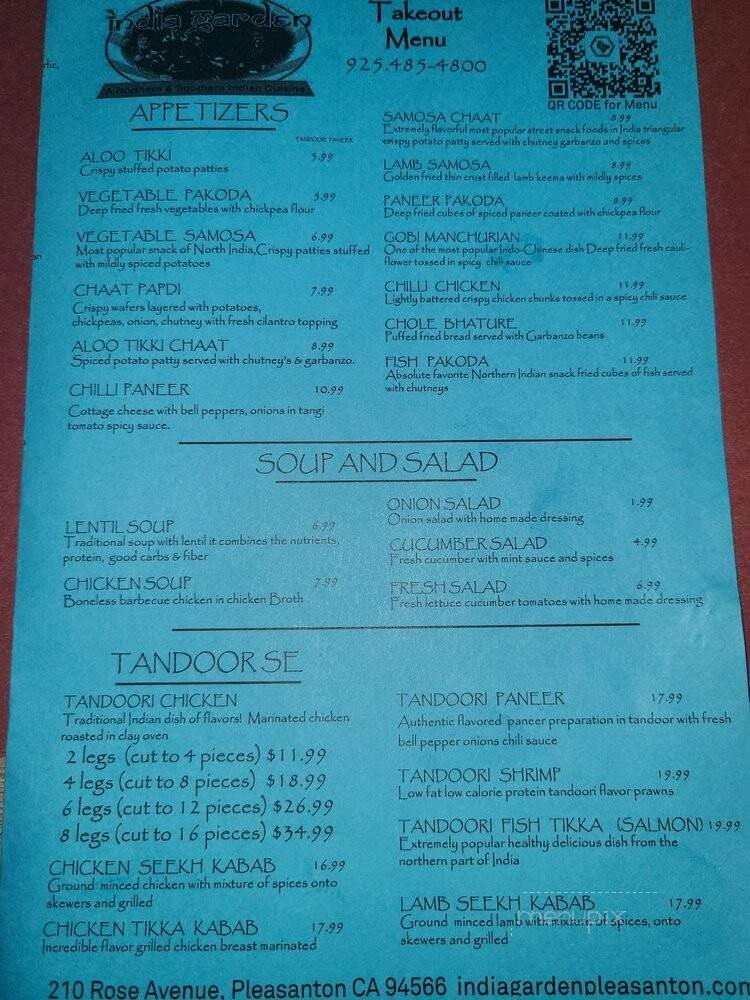 india garden
A Northern & Southern Indian Cuisine
Takeout
Menu
925.485-4800
QR CODE for Menu
APPETIZERS
TANDOORI PANEER
ALOO TIKKI 5.99
Crispy stuffed potato patties
VEGETABLE PAKODA 5.99
Deep fried fresh vegetables with chickpea flour
VEGETABLE SAMOSA 6.99
Most popular snack of North India,Crispy patties stuffed
with mildly spiced potatoes
CHAAT PAPDI 7.99
Crispy wafers layered with potatoes,
chickpeas, onion, chutney with fresh cilantro topping
ALOO TIKKI CHAAT 8.99
Spiced potato patty served with chutney's & garbanzo.
CHILLI PANEER 10.99
Cottage cheese with bell peppers, onions in tangi
tomato spicy sauce.
SAMOSA CHAAT 8.99
Extremely flavorful most popular street snack foods in India triangular
crispy potato patty served with chutney garbanzo and spices
LAMB SAMOSA 8.99
Golden fried thin crust filled lamb keema with mildly spices
PANEER PAKODA 8.99
Deep fried cubes of spiced paneer coated with chickpea flour
GOBI MANCHURIAN 11.99
One of the most popular Indo-Chinese dish Deep fried fresh cauli-
flower tossed in spicy chili sauce
CHILLI CHICKEN 11.99
Lightly battered crispy chicken chunks tossed in a spicy chili sauce
CHOLE BHATURE 11.99
Puffed fried bread served with Garbanzo beans
FISH PAKODA 11.99
Absolute favorite Northern Indian snack fried cubes of fish served
with chutneys
SOUP AND SALAD
LENTIL SOUP 6.99
Traditional soup with lentil it combines the nutrients,
protein, good carbs & fiber
CHICKEN SOUP 7.99
Boneless barbecue chicken in chicken Broth
ONION SALAD 1.99
Onion salad with home made dressing
CUCUMBER SALAD 4.99
Fresh cucumber with mint sauce and spices
FRESH SALAD 6.99
Fresh lettuce cucumber tomatoes with home made dressing
TANDOOR SE
TANDOORI CHICKEN
Traditional Indian dish of flavors! Marinated chicken
roasted in clay oven
2 legs (cut to 4 pieces) $11.99
4 legs (cut to 8 pieces) $18.99
6 legs (cut to 12 pieces) $26.99
8 legs (cut to 16 pieces) $34.99
CHICKEN SEEKH KABAB 16.99
Ground minced chicken with mixture of spices onto
skewers and grilled
CHICKEN TIKKA KABAB 17.99
Incredible flavor grilled chicken breast marinated
TANDOORI PANEER 17.99
Authentic flavored paneer preparation in tandoor with fresh
bell pepper onions chili sauce
TANDOORI SHRIMP 19.99
Low fat low calorie protein tandoori flavor prawns
TANDOORI FISH TIKKA (SALMON) 19.99
Extremely popular healthy delicious dish from the
northern part of India
LAMB SEEKH KABAB 17.99
Ground minced lamb with mixture of spices, onto
skewers and grilled
menupix
210 Rose Avenue, Pleasanton CA 94566 indiagardenpleasanton.com